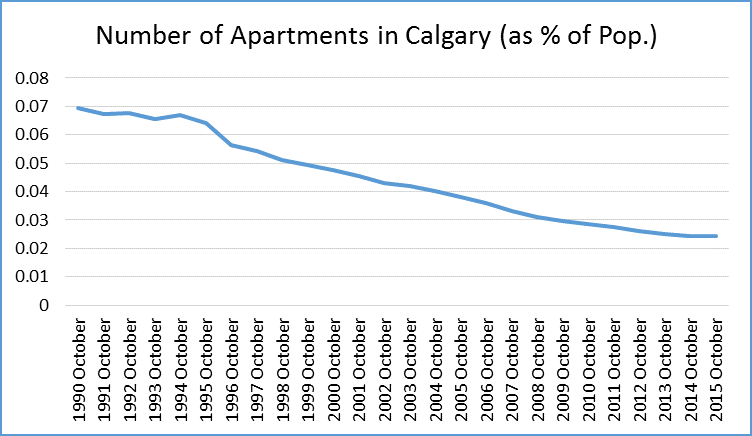 Number of Apartments in Calgary (as % of Pop.)
0.08
0.07
0.06
0.05
0.04
0.03
0.02
0.01
0
1990 October
1991 October
1992 October
1993 October
1994 October
1995 October
1996 October
1997 October
1998 October
1999 October
2000 October
2001 October
2002 October
2003 October
2004 October
2005 October
2006 October
2007 October
2008 October
2009 October
2010 October
2011 October
2012 October
2013 October
2014 October
2015 October